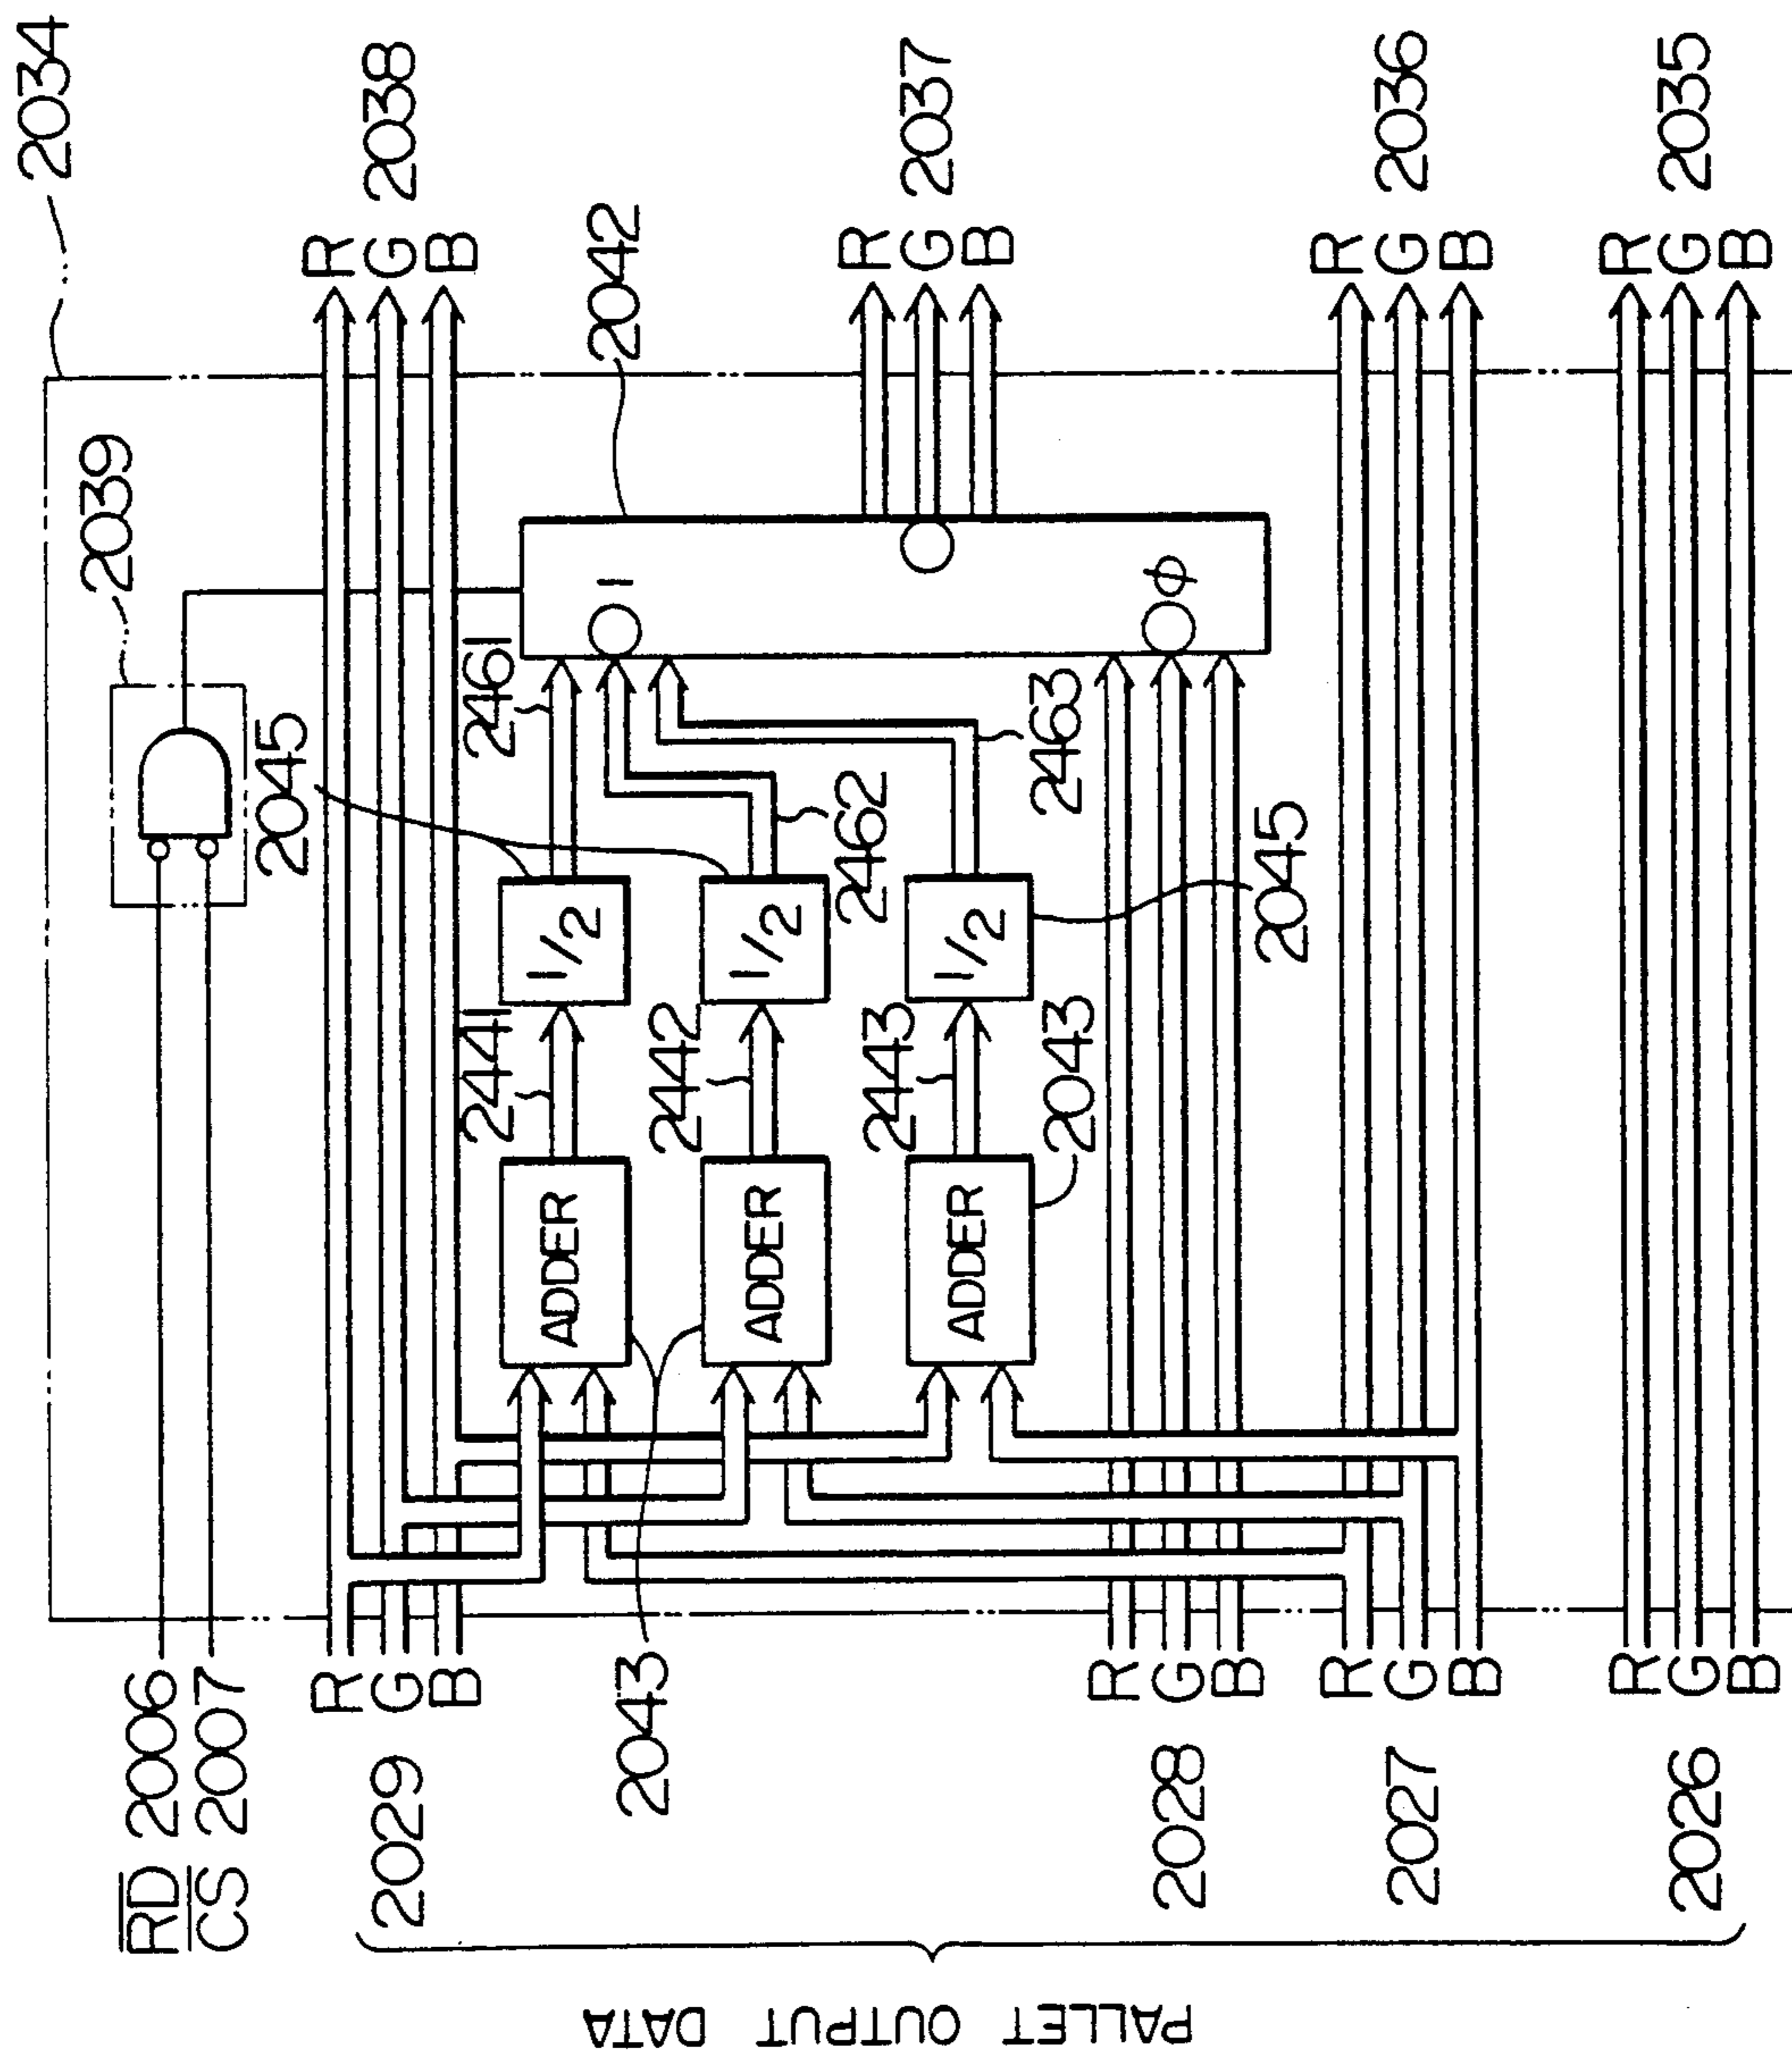 2034
R
G 2038
B
2039
2042
R
G 2037
B
1
φ
2461
2462
2463
2045
2045
1/2
1/2
1/2
2441
2442
2443
2043
ADDER
ADDER
ADDER
2043
R
G 2036
B
R
G 2035
B
RD 2006
CS 2007
2029
R
G
B
2028
R
G
B
2027
R
G
B
2026
R
G
B
PALLET OUTPUT DATA